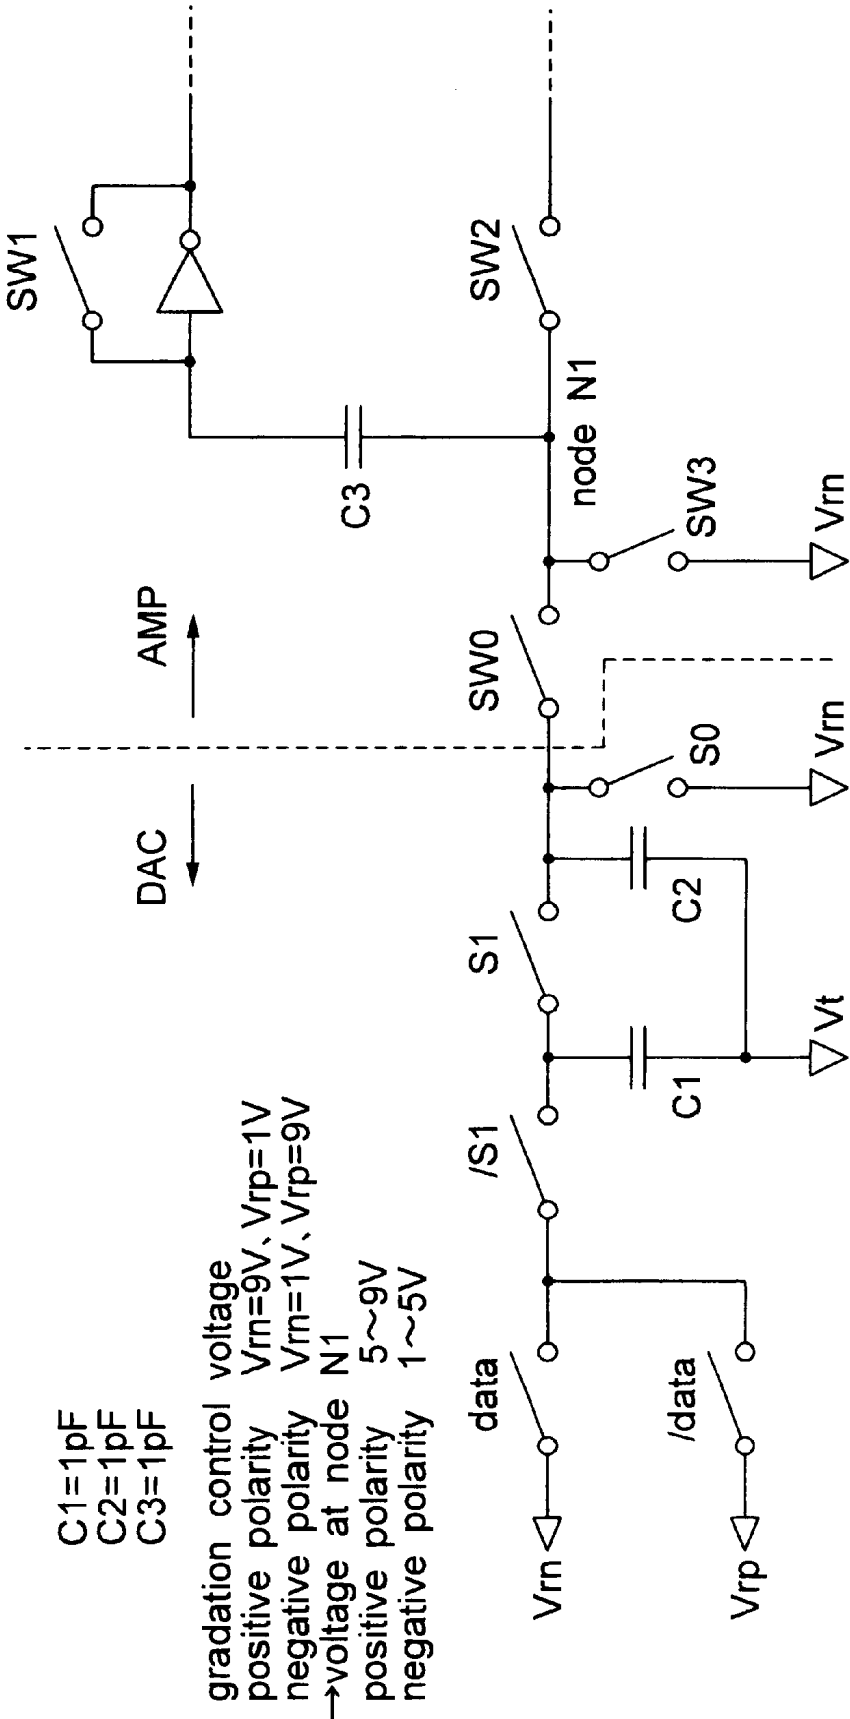 C1=1pF
C2=1pF
C3=1pF
gradation control voltage
positive polarity Vrn=9V、Vrp=1V
negative polarity Vrn=1V、Vrp=9V
→voltage at node N1
positive polarity 5～9V
negative polarity 1～5V
DAC
AMP
SW1
C3
Vrn
data
/S1
S1
SW0
node N1
SW2
Vrp
/data
C1
C2
S0
SW3
Vt
Vrn
Vrn